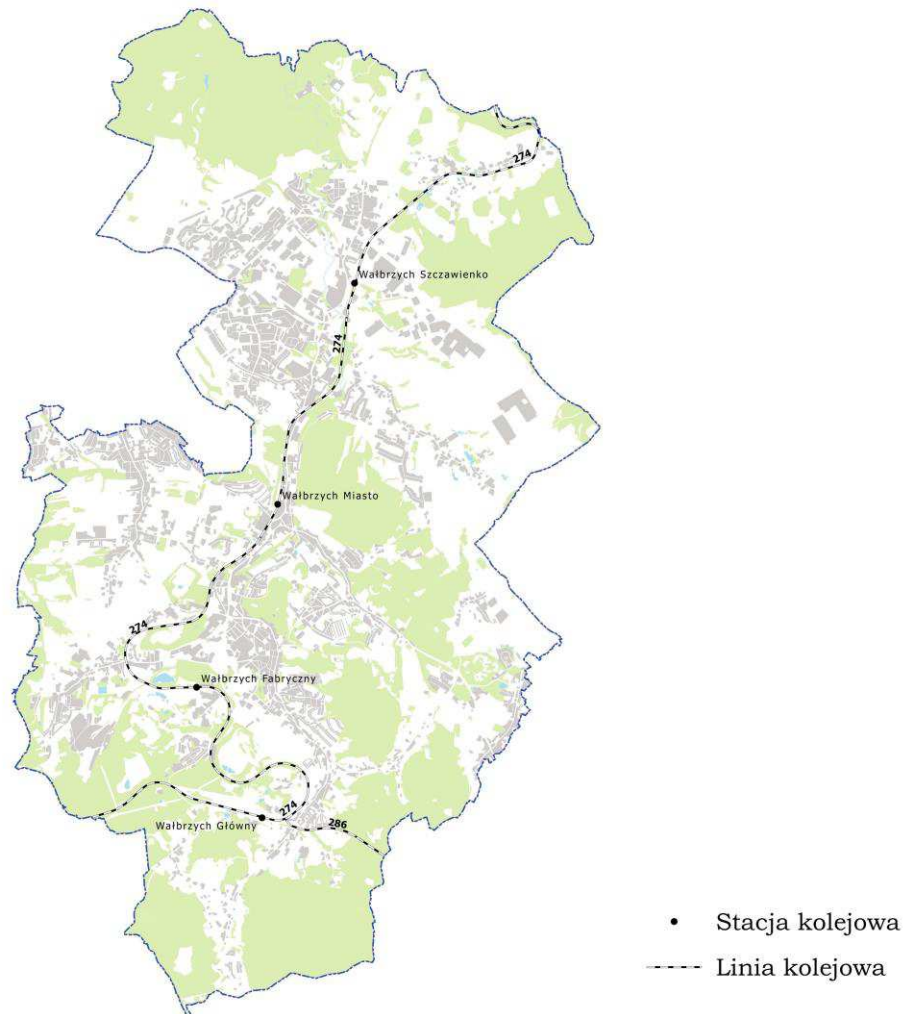 274
Wałbrzych Szczawienko
274
Wałbrzych Miasto
274
Wałbrzych Fabryczny
274
Wałbrzych Główny
286
Stacja kolejowa
Linia kolejowa